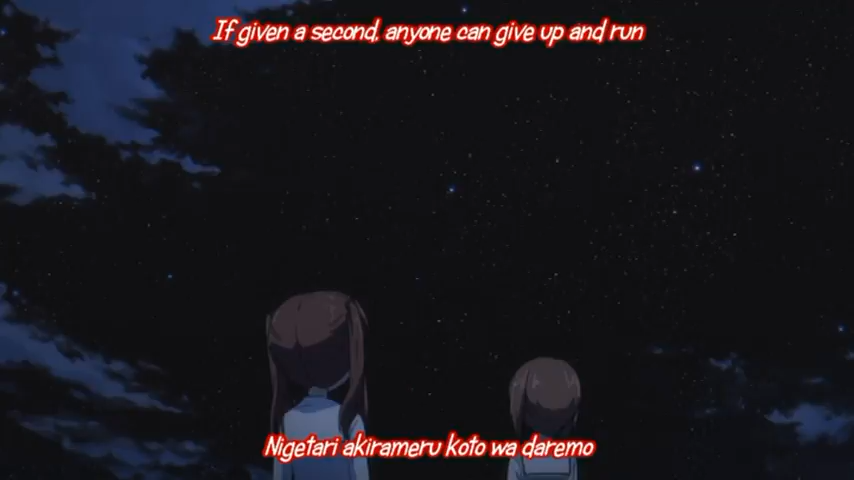 If given a second, anyone can give up and run
Nigetari akirameru koto wa daremo